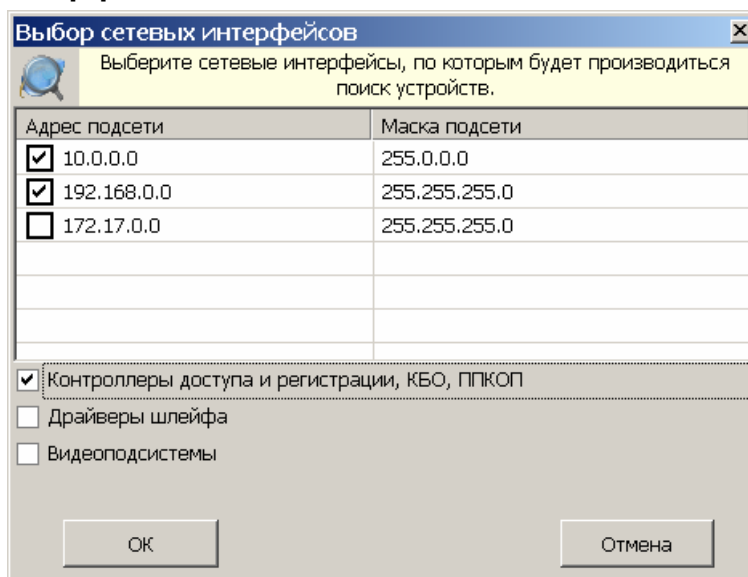 Выбор сетевых интерфейсов
Выберите сетевые интерфейсы, по которым будет производиться
поиск устройств.
Адрес подсети Маска подсети
10.0.0.0 255.0.0.0
192.168.0.0 255.255.255.0
172.17.0.0 255.255.255.0
Контроллеры доступа и регистрации, КБО, ППКОП
Драйверы шлейфа
Видеоподсистемы
ОК Отмена